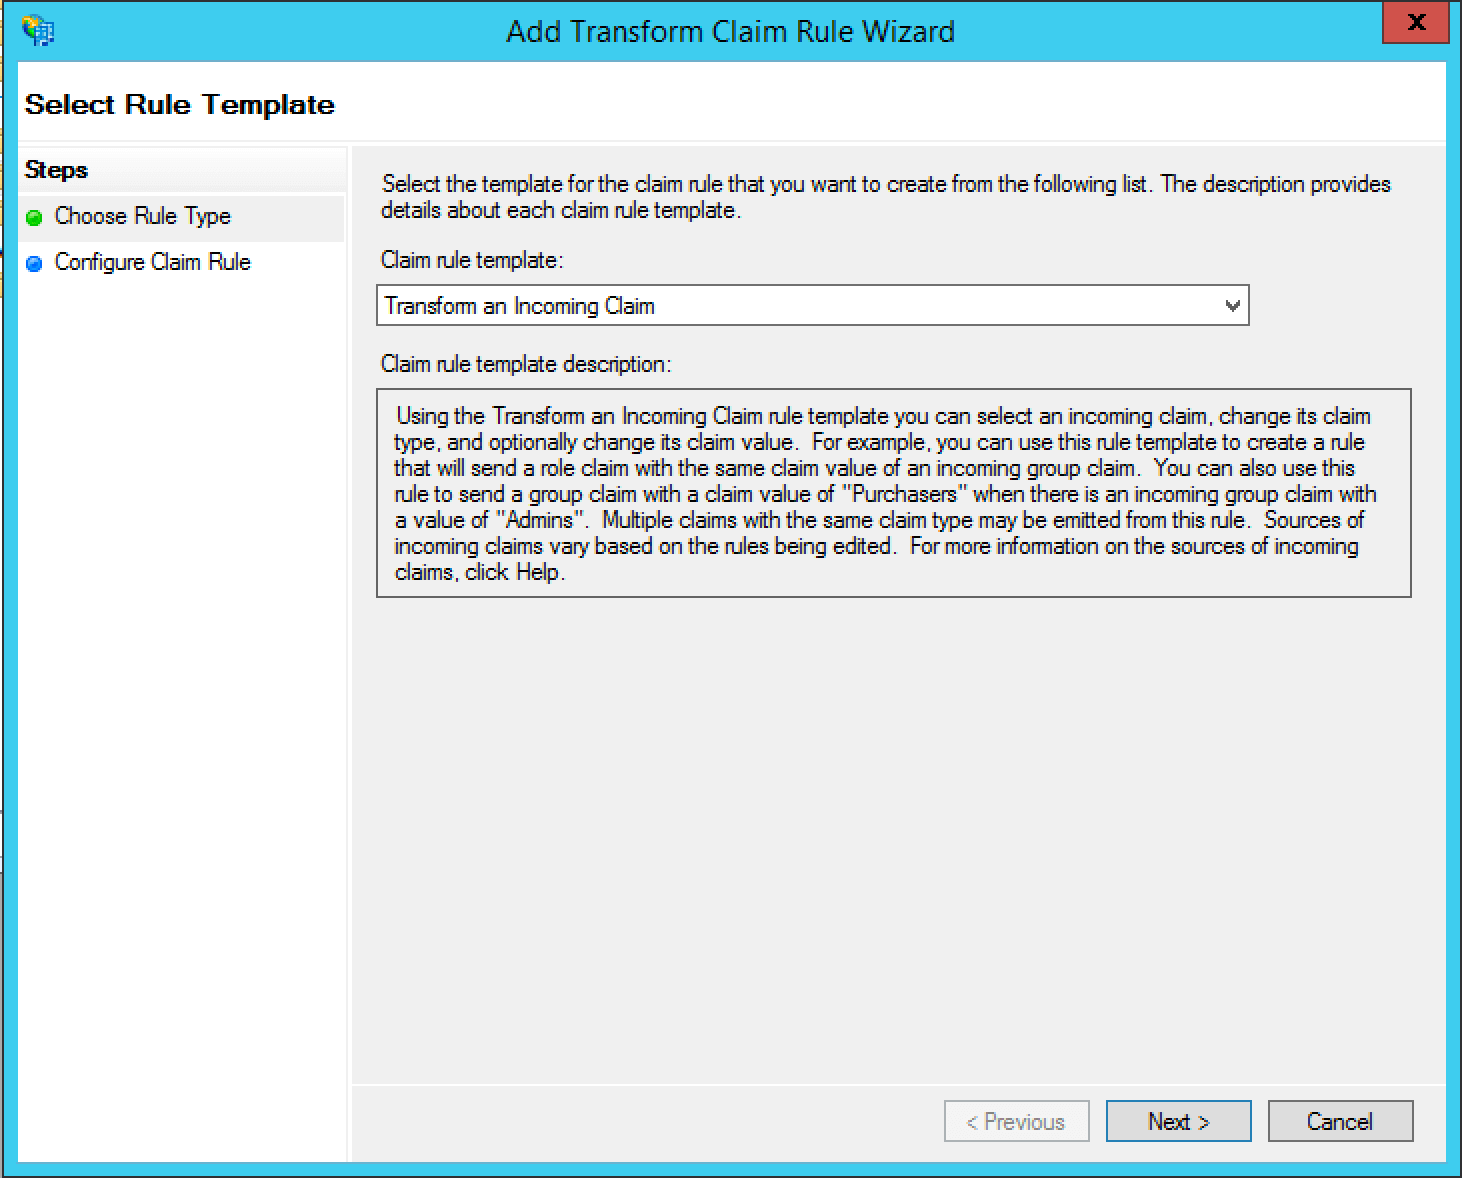 Add Transform Claim Rule Wizard
X
Select Rule Template
Steps
Choose Rule Type
Configure Claim Rule
Select the template for the claim rule that you want to create from the following list. The description provides
details about each claim rule template.
Claim rule template:
Transform an Incoming Claim
Claim rule template description:
Using the Transform an Incoming Claim rule template you can select an incoming claim, change its claim
type, and optionally change its claim value.  For example, you can use this rule template to create a rule
that will send a role claim with the same claim value of an incoming group claim.  You can also use this
rule to send a group claim with a claim value of "Purchasers" when there is an incoming group claim with
a value of "Admins".  Multiple claims with the same claim type may be emitted from this rule.  Sources of
incoming claims vary based on the rules being edited.  For more information on the sources of incoming
claims, click Help.
< Previous
Next >
Cancel